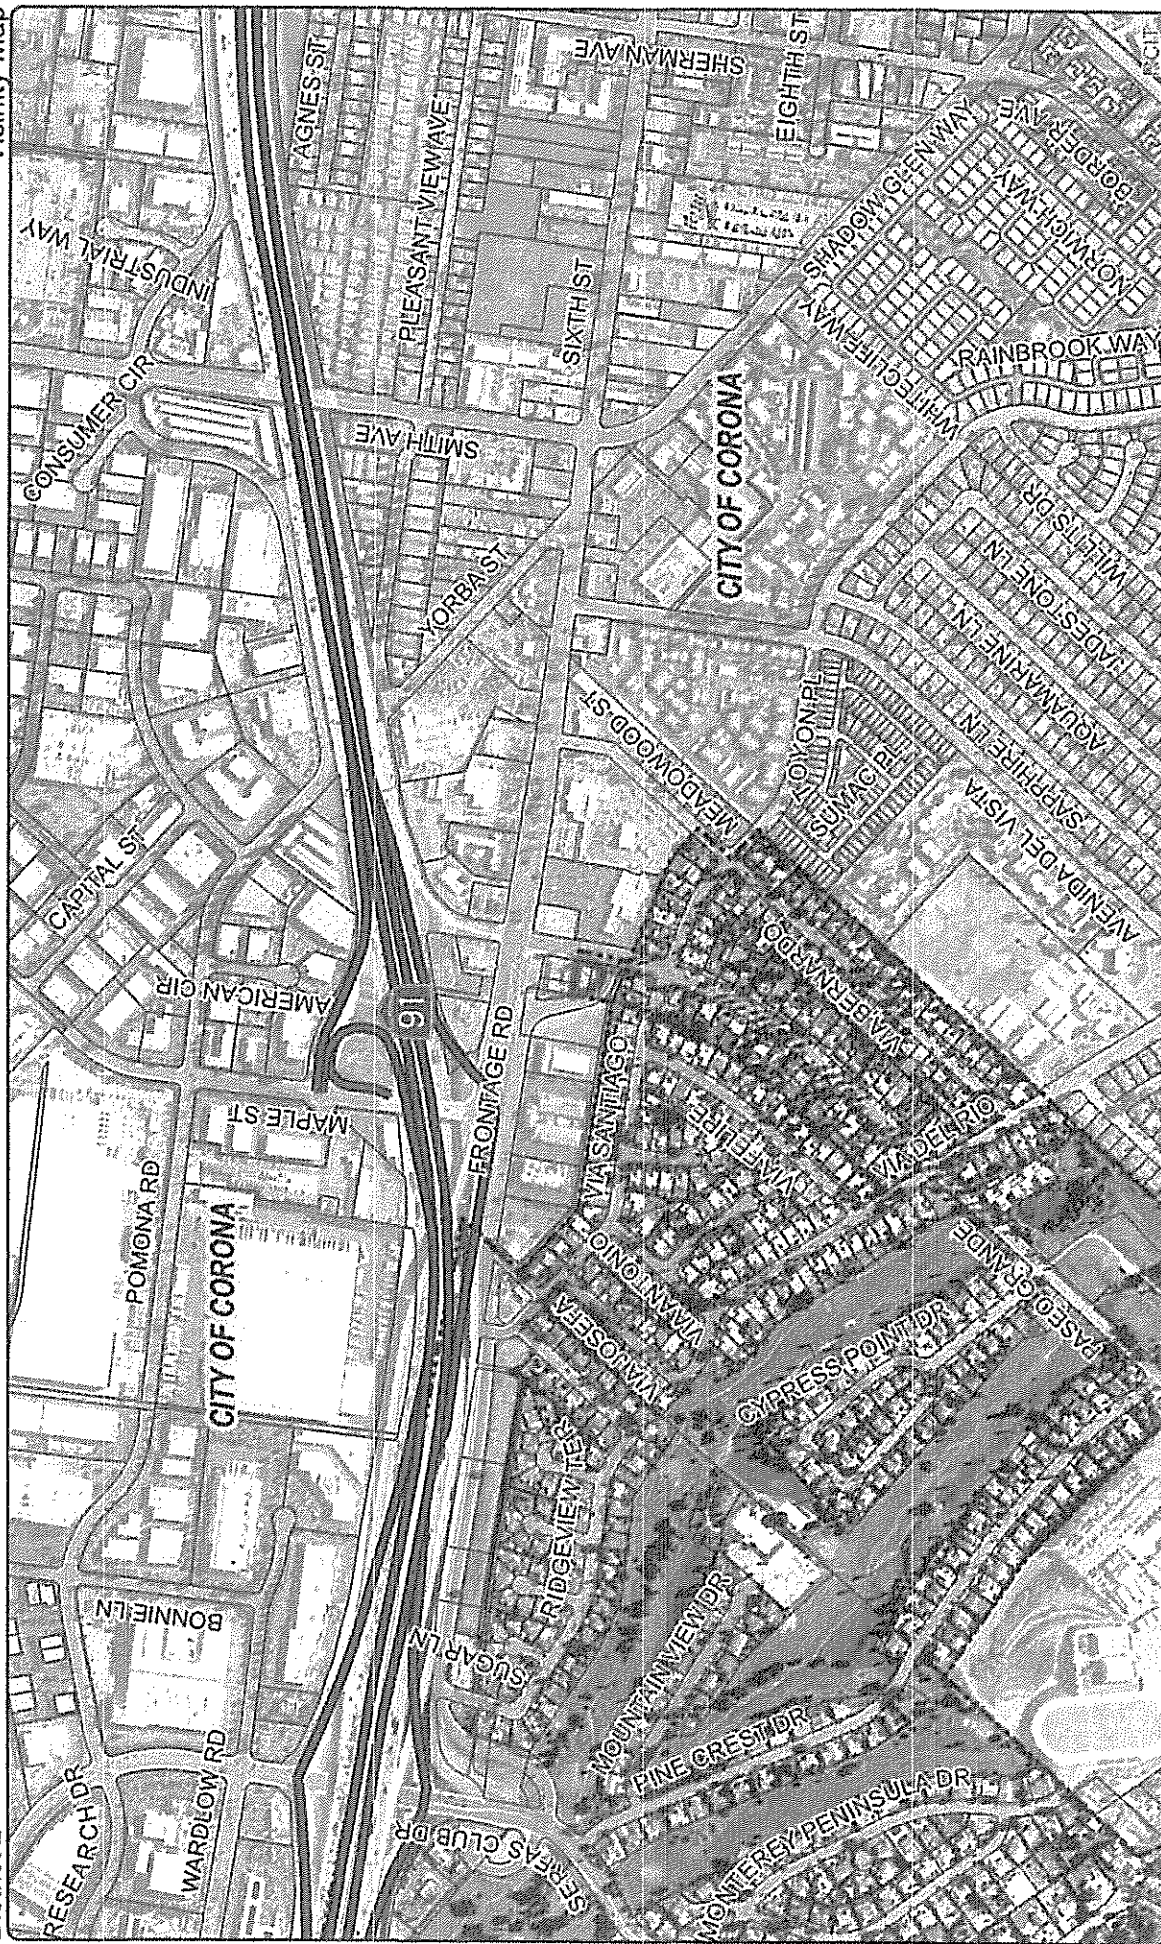 Vicinity Map
RESEARCH DR
WARDLOW RD
BONNIE LN
POMONA RD
CITY OF CORONA
MAPLE ST
AMERICAN CIR
CAPITAL ST
CONSUMER CIR
INDUSTRIAL WAY
91
FRONTAGE RD
SERFAS CLUB DR
SUGAR LN
YORBA ST
SMITH AVE
AGNES ST
PLEASANT VIEW AVE
SIXTH ST
SHERMAN AVE
EIGHTH ST
RIDGEVIEW TER
VIA JOSEFA
VIA ANTONIO
VIA SANTIAGO
VIA FELIPE
VIA DEL RIO
VIA BERNARDO
MEADOWOOD ST
TOYON PL
SUMAC PL
CITY OF CORONA
WHITECLIFF WAY
SHADOW GLEN WAY
NORWICH WAY
BORDER AVE
RAINBROOK WAY
WILLITS DR
JADESTONE LN
AQUAMARINE LN
SAPPHIRE LN
AVENIDA DEL VISTA
PASEO GRANDE
CYPRESS POINT DR
MOUNTAIN VIEW DR
PINE CREST DR
MONTEREY PENINSULA DR